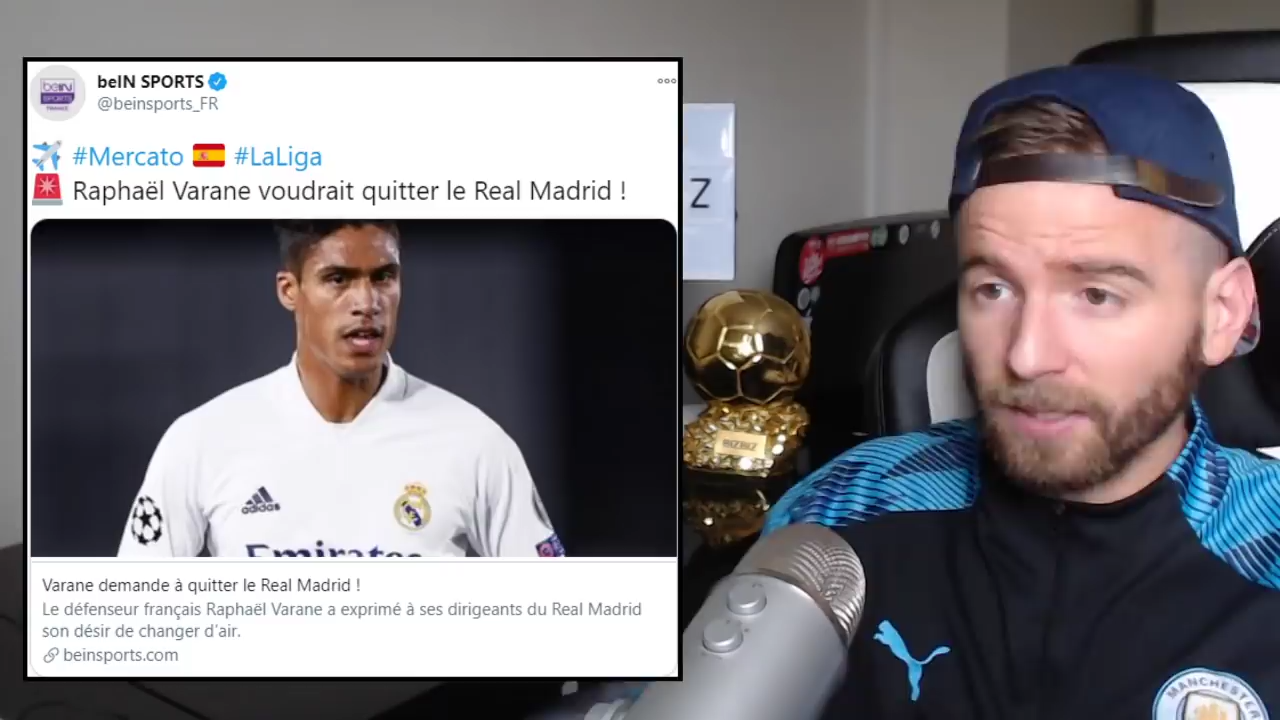 beIN SPORTS
@beinsports_FR
#Mercato #LaLiga
Raphaël Varane voudrait quitter le Real Madrid !
Z
adidas
Emirates
Varane demande à quitter le Real Madrid !
Le défenseur français Raphaël Varane a exprimé à ses dirigeants du Real Madrid
son désir de changer d'air.
beinsports.com
MANCHESTER